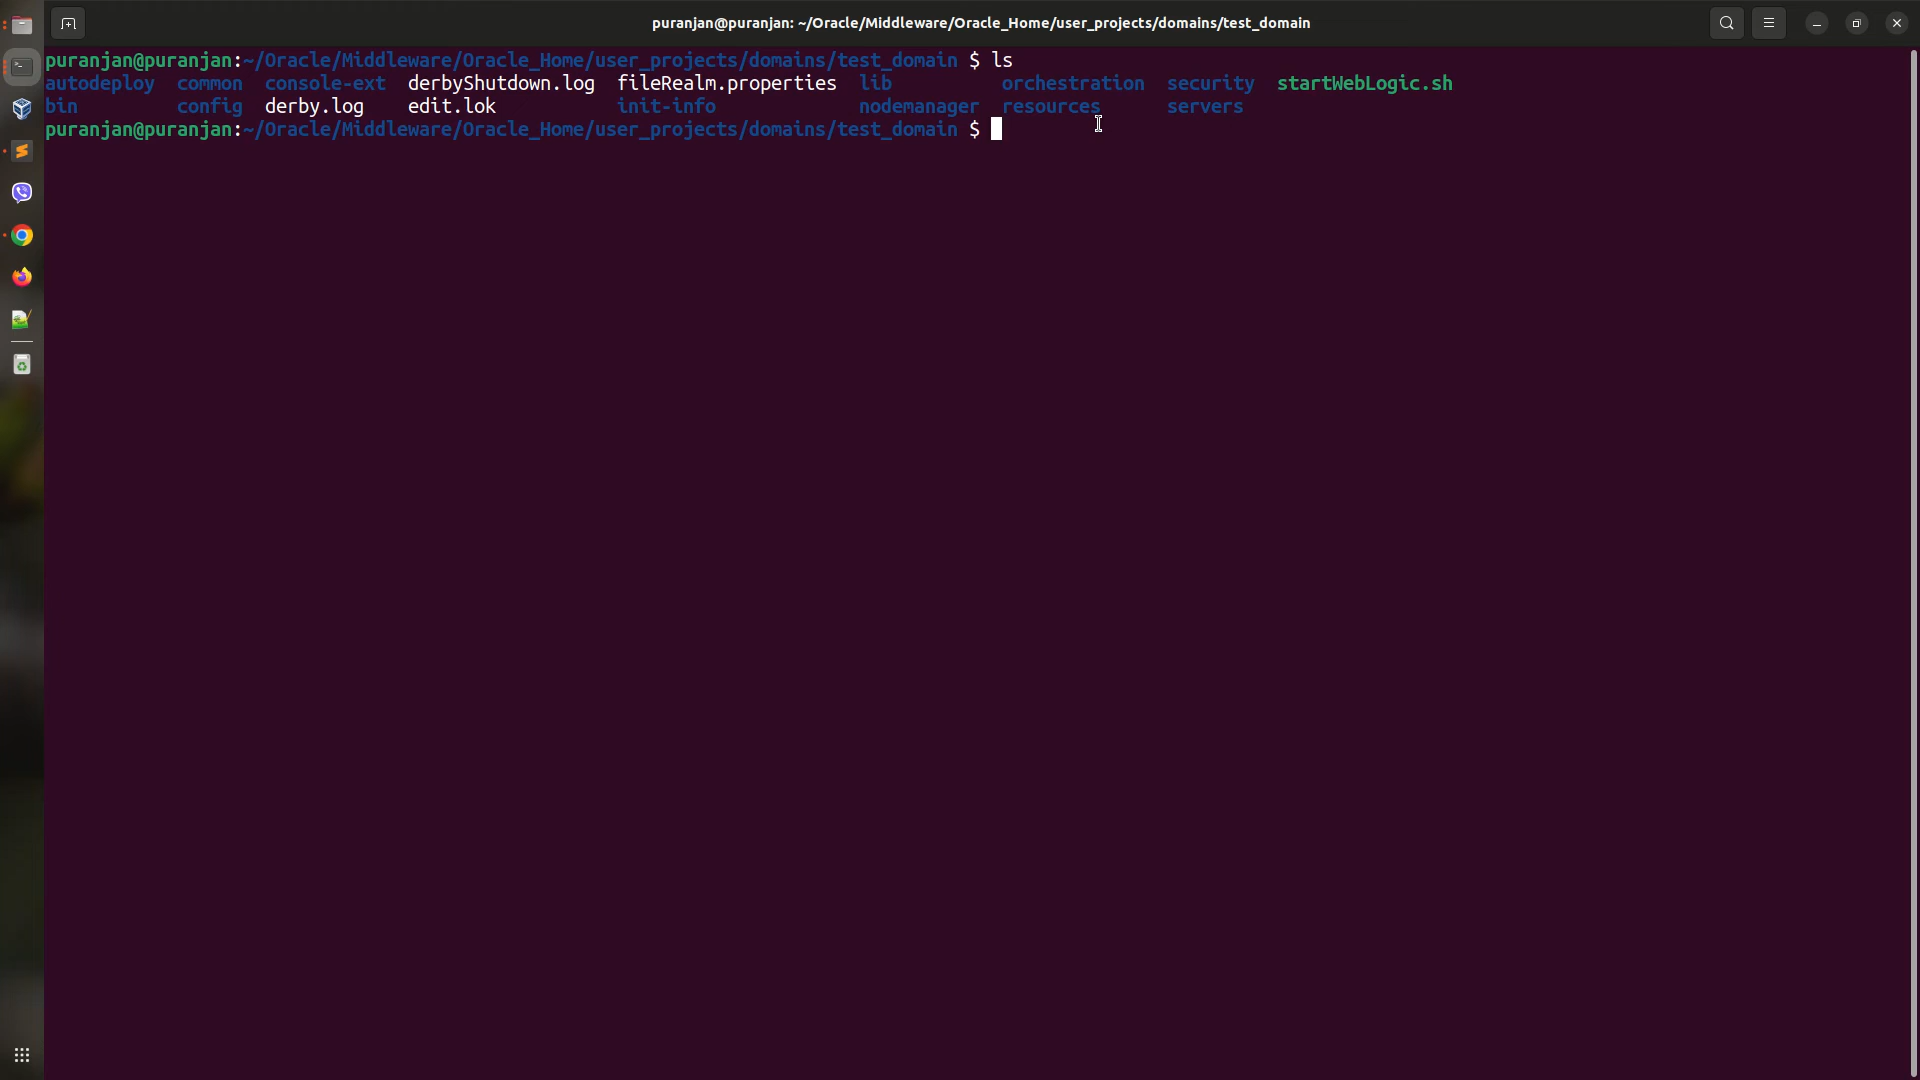 puranjan@puranjan: ~/Oracle/Middleware/Oracle_Home/user_projects/domains/test_domain
puranjan@puranjan:~/Oracle/Middleware/Oracle_Home/user_projects/domains/test_domain $ ls
autodeploy common console-ext derbyShutdown.log fileRealm.properties lib orchestration security startWebLogic.sh
bin config derby.log edit.lok init-info nodemanager resources servers
puranjan@puranjan:~/Oracle/Middleware/Oracle_Home/user_projects/domains/test_domain $